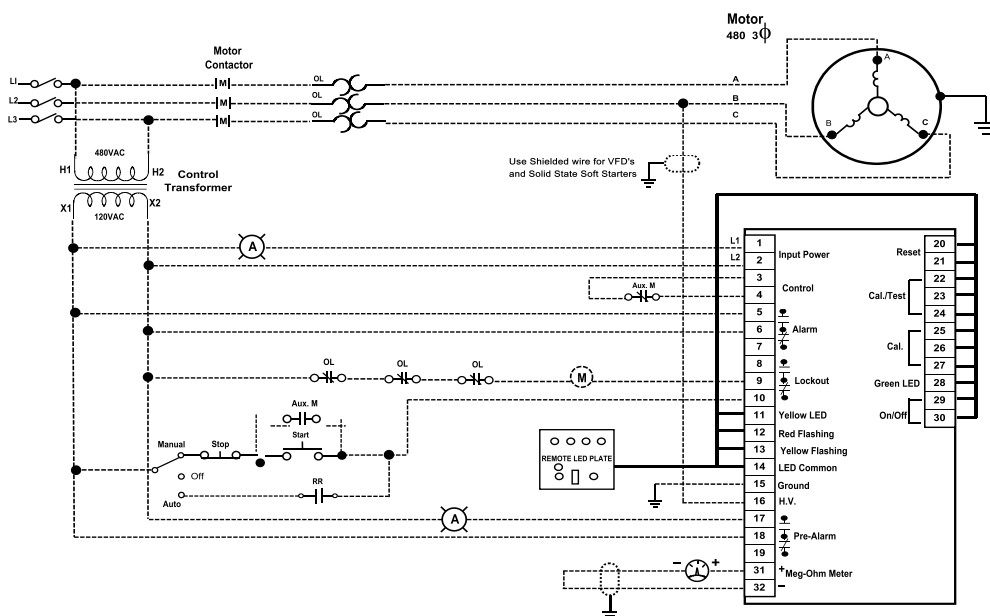 Motor
480 3ϕ
Motor
Contactor
L1
M
OL
A
L2
M
OL
B
L3
M
OL
C
A
B
C
480VAC
H1
H2
Control
Transformer
X1
X2
120VAC
Use Shielded wire for VFD's
and Solid State Soft Starters
A
L1
1
L2
2
Input Power
3
Aux. M
4
Control
5
6
Alarm
7
8
OL
OL
OL
M
9
Lockout
10
11
Yellow LED
12
Red Flashing
13
Yellow Flashing
14
LED Common
15
Ground
16
H.V.
17
18
Pre-Alarm
19
31
+
Meg-Ohm Meter
32
−
20
Reset
21
22
Cal./Test
23
24
25
Cal.
26
27
Green LED
28
29
On/Off
30
Aux. M
Manual
Stop
Start
Off
RR
Auto
REMOTE LED PLATE
A
−
+